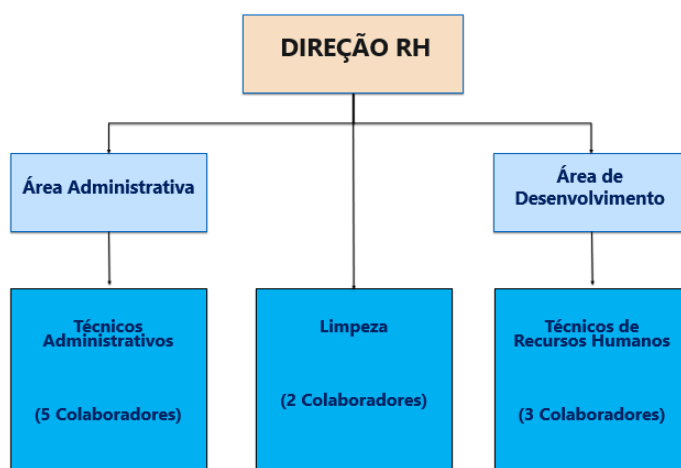 DIREÇÃO RH
Área Administrativa
Área de
Desenvolvimento
Técnicos
Administrativos
(5 Colaboradores)
Limpeza
(2 Colaboradores)
Técnicos de
Recursos Humanos
(3 Colaboradores)